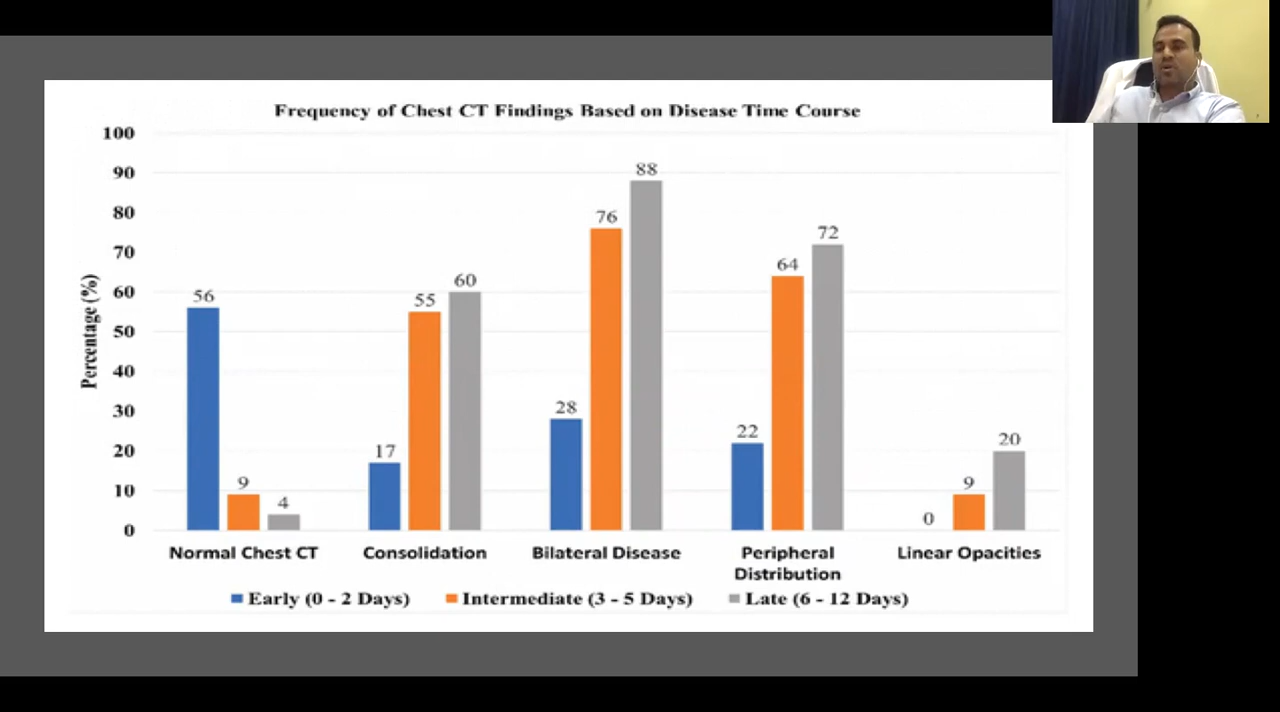 Frequency of Chest CT Findings Based on Disease Time Course
Percentage (%)
100
90
80
70
60
50
40
30
20
10
0
56
9
4
17
55
60
28
76
88
22
64
72
0
9
20
Normal Chest CT
Consolidation
Bilateral Disease
Peripheral
Distribution
Linear Opacities
Early (0 - 2 Days)
Intermediate (3 - 5 Days)
Late (6 - 12 Days)